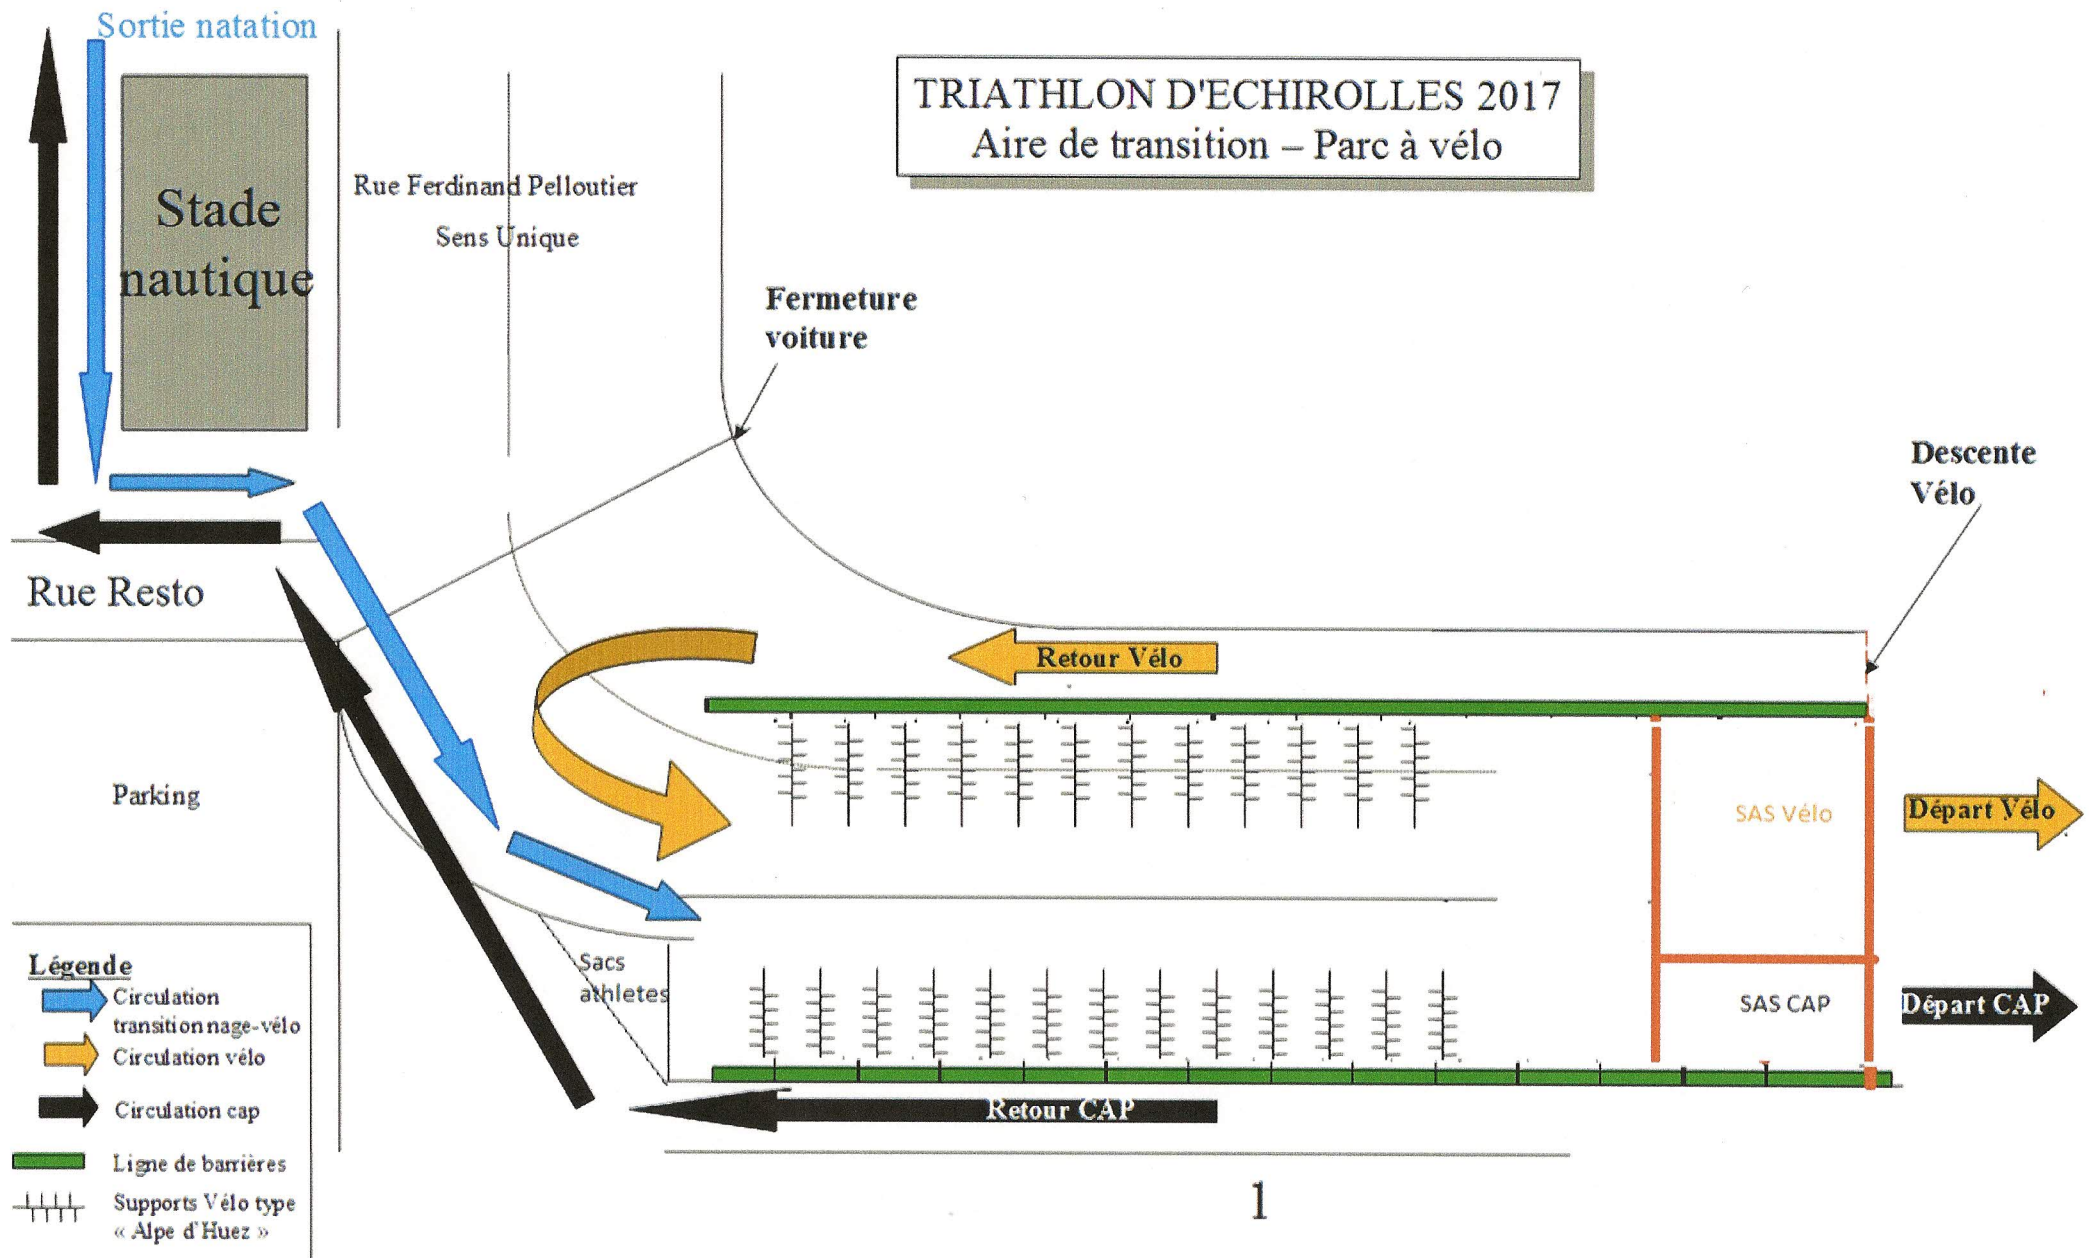 Sortie natation
TRIATHLON D'ECHIROLLES 2017
Aire de transition – Parc à vélo
Stade
nautique
Rue Ferdinand Pelloutier
Sens Unique
Fermeture
voiture
Descente
Vélo
Rue Resto
Retour Vélo
Parking
SAS Vélo
Départ Vélo
Sacs
athletes
SAS CAP
Départ CAP
Retour CAP
Légende
Circulation
transition nage-vélo
Circulation vélo
Circulation cap
Ligne de barrières
Supports Vélo type
« Alpe d'Huez »
1